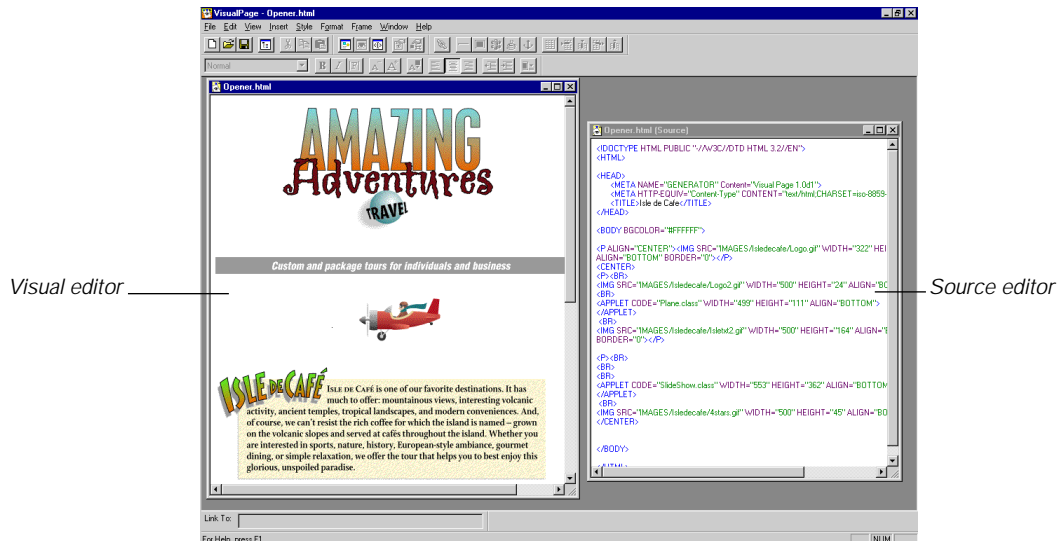 VisualPage - Opener.html
File Edit View Insert Style Format Frame Window Help
Normal
B I F A A A
Opener.html
AMAZING
Adventures
TRAVEL
Custom and package tours for individuals and business
ISLE DE CAFÉ
ISLE DE CAFÉ is one of our favorite destinations. It has
much to offer: mountainous views, interesting volcanic
activity, ancient temples, tropical landscapes, and modern conveniences. And,
of course, we can't resist the rich coffee for which the island is named – grown
on the volcanic slopes and served at cafés throughout the island. Whether you
are interested in sports, nature, history, European-style ambiance, gourmet
dining, or simple relaxation, we offer the tour that helps you to best enjoy this
glorious, unspoiled paradise.
Visual editor
Opener.html (Source)
<!DOCTYPE HTML PUBLIC "-//W3C//DTD HTML 3.2//EN">
<HTML>
<HEAD>
<META NAME="GENERATOR" Content="Visual Page 1.0d1">
<META HTTP-EQUIV="Content-Type" CONTENT="text/html;CHARSET=iso-8859-
<TITLE>Isle de Cafe</TITLE>
</HEAD>
<BODY BGCOLOR="#FFFFFF">
<P ALIGN="CENTER"><IMG SRC="IMAGES/Isledecafe/Logo.gif" WIDTH="322" HEI
ALIGN="BOTTOM" BORDER="0"></P>
<CENTER>
<P><BR>
<IMG SRC="IMAGES/Isledecafe/Logo2.gif" WIDTH="500" HEIGHT="24" ALIGN="BO
<BR>
<APPLET CODE="Plane.class" WIDTH="499" HEIGHT="111" ALIGN="BOTTOM">
</APPLET>
<BR>
<IMG SRC="IMAGES/Isledecafe/Isletxt2.gif" WIDTH="500" HEIGHT="164" ALIGN="B
BORDER="0"></P>
<P><BR>
<BR>
<BR>
<APPLET CODE="SlideShow.class" WIDTH="553" HEIGHT="362" ALIGN="BOTTOM
</APPLET>
<BR>
<IMG SRC="IMAGES/Isledecafe/4stars.gif" WIDTH="500" HEIGHT="45" ALIGN="BO
</CENTER>
</BODY>
</HTML>
Source editor
Link To:
For Help, press F1
NUM